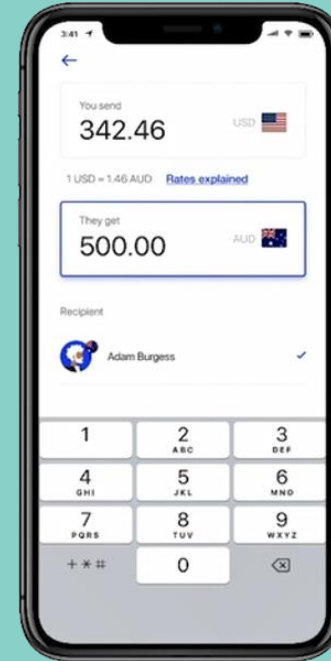 3:41
You send
342.46
USD
1 USD = 1.46 AUD Rates explained
They get
500.00
AUD
Recipient
Adam Burgess
1
2
ABC
3
DEF
4
GHI
5
JKL
6
MNO
7
PQRS
8
TUV
9
WXYZ
+ * #
0